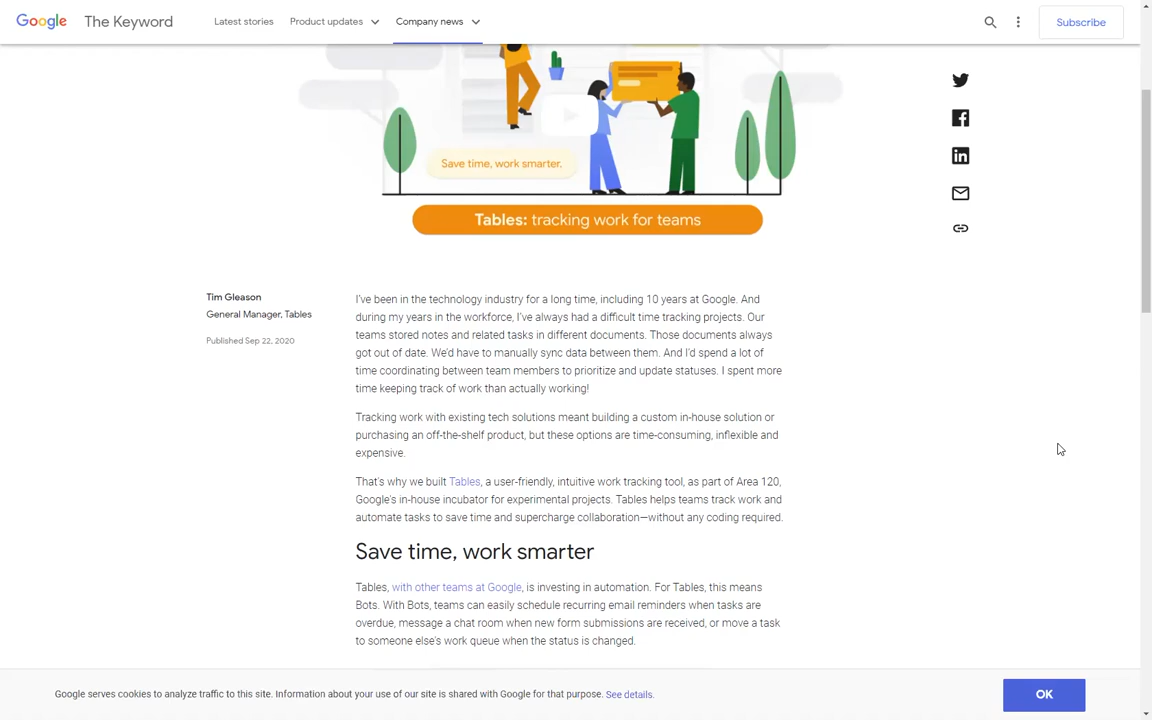 Google The Keyword Latest stories Product updates Company news Subscribe
Save time, work smarter.
Tables: tracking work for teams
Tim Gleason
General Manager, Tables
Published Sep 22, 2020
I've been in the technology industry for a long time, including 10 years at Google. And
during my years in the workforce, I've always had a difficult time tracking projects. Our
teams stored notes and related tasks in different documents. Those documents always
got out of date. We'd have to manually sync data between them. And I'd spend a lot of
time coordinating between team members to prioritize and update statuses. I spent more
time keeping track of work than actually working!
Tracking work with existing tech solutions meant building a custom in-house solution or
purchasing an off-the-shelf product, but these options are time-consuming, inflexible and
expensive.
That's why we built Tables, a user-friendly, intuitive work tracking tool, as part of Area 120,
Google's in-house incubator for experimental projects. Tables helps teams track work and
automate tasks to save time and supercharge collaboration—without any coding required.
Save time, work smarter
Tables, with other teams at Google, is investing in automation. For Tables, this means
Bots. With Bots, teams can easily schedule recurring email reminders when tasks are
overdue, message a chat room when new form submissions are received, or move a task
to someone else's work queue when the status is changed.
Google serves cookies to analyze traffic to this site. Information about your use of our site is shared with Google for that purpose. See details.
OK